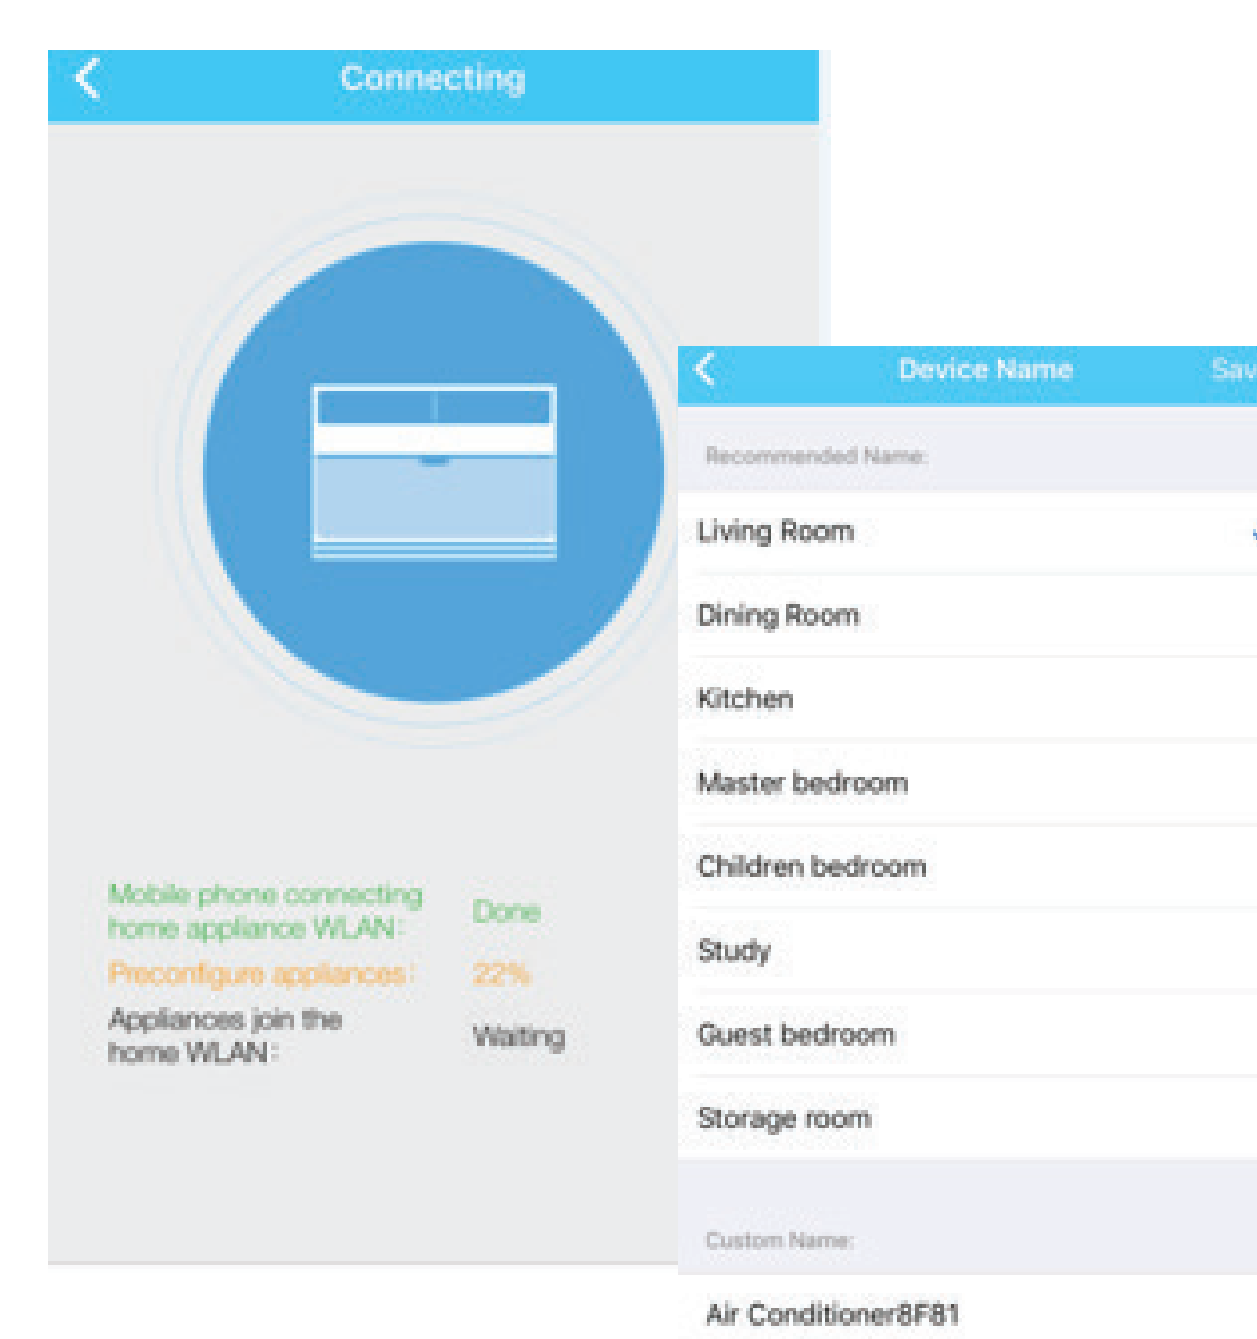 Connecting
Mobile phone connecting
home appliance WLAN:
Done
Preconfigure appliances:
22%
Appliances join the
home WLAN:
Waiting
Device Name
Sav
Recommended Name:
Living Room
Dining Room
Kitchen
Master bedroom
Children bedroom
Study
Guest bedroom
Storage room
Custom Name:
Air Conditioner8F81